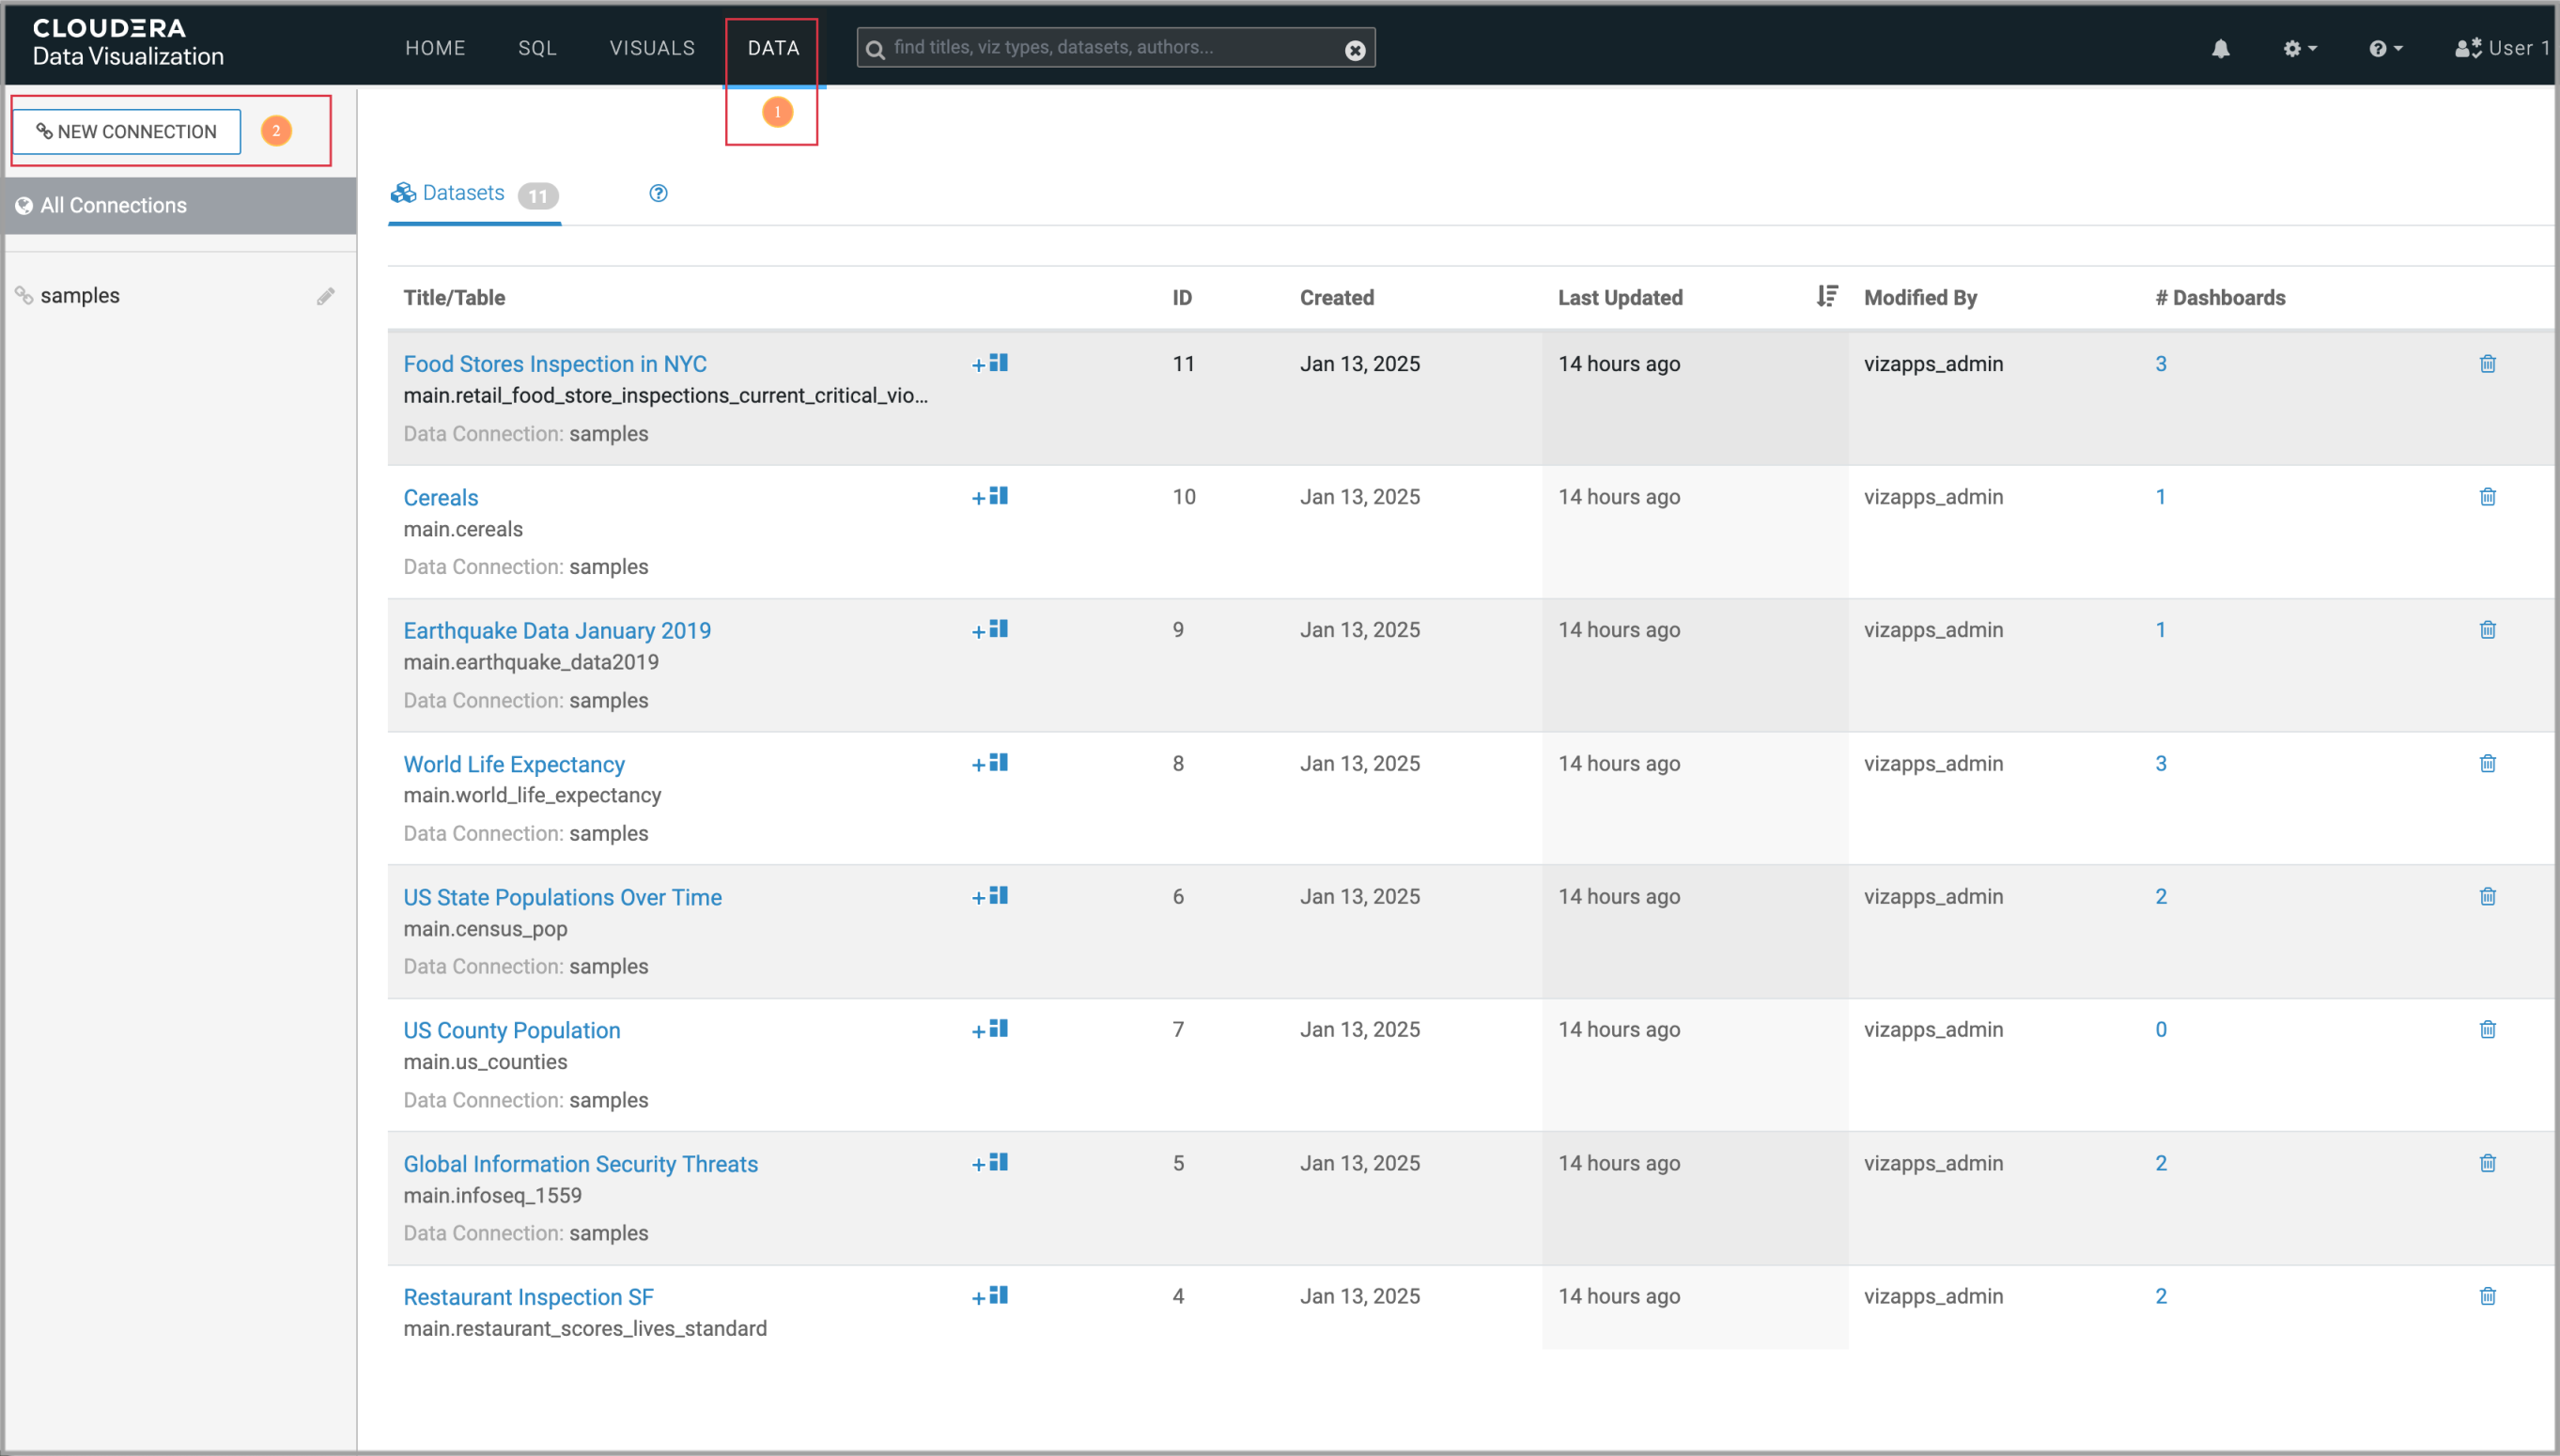 CLOUDERA
Data Visualization
HOME SQL VISUALS DATA find titles, viz types, datasets, authors... User 1
1
NEW CONNECTION 2
All Connections
samples
Datasets 11
Title/Table ID Created Last Updated Modified By # Dashboards
Food Stores Inspection in NYC 11 Jan 13, 2025 14 hours ago vizapps_admin 3
main.retail_food_store_inspections_current_critical_vio...
Data Connection: samples
Cereals 10 Jan 13, 2025 14 hours ago vizapps_admin 1
main.cereals
Data Connection: samples
Earthquake Data January 2019 9 Jan 13, 2025 14 hours ago vizapps_admin 1
main.earthquake_data2019
Data Connection: samples
World Life Expectancy 8 Jan 13, 2025 14 hours ago vizapps_admin 3
main.world_life_expectancy
Data Connection: samples
US State Populations Over Time 6 Jan 13, 2025 14 hours ago vizapps_admin 2
main.census_pop
Data Connection: samples
US County Population 7 Jan 13, 2025 14 hours ago vizapps_admin 0
main.us_counties
Data Connection: samples
Global Information Security Threats 5 Jan 13, 2025 14 hours ago vizapps_admin 2
main.infoseq_1559
Data Connection: samples
Restaurant Inspection SF 4 Jan 13, 2025 14 hours ago vizapps_admin 2
main.restaurant_scores_lives_standard